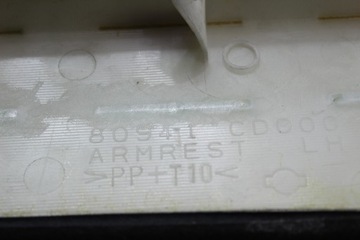 80941 CD000
ARMREST LH
>PP+T10<